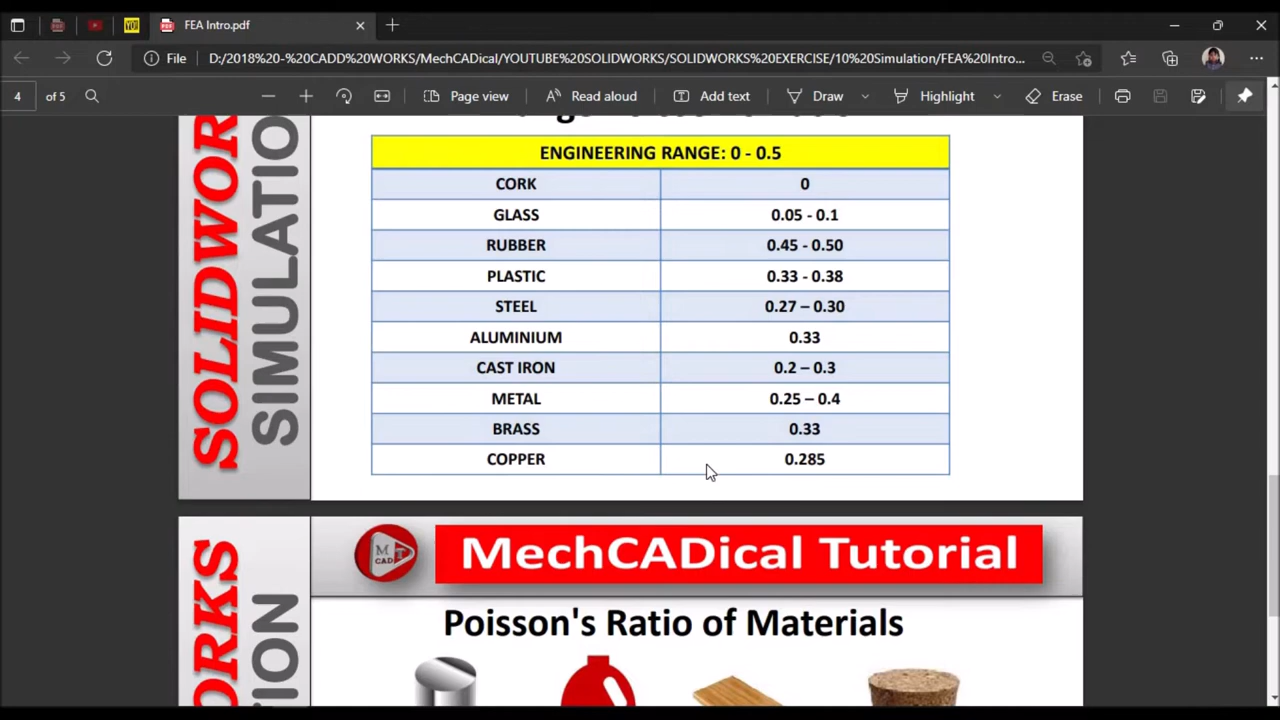 FEA Intro.pdf
File
D:/2018%20-%20CADD%20WORKS/MechCADical/YOUTUBE%20SOLIDWORKS/SOLIDWORKS%20EXERCISE/10%20Simulation/FEA%20Intro...
4 of 5
Page view
Read aloud
Add text
Draw
Highlight
Erase
SOLIDWOR
SIMULATIO
ENGINEERING RANGE: 0 - 0.5
CORK 0
GLASS 0.05 - 0.1
RUBBER 0.45 - 0.50
PLASTIC 0.33 - 0.38
STEEL 0.27 – 0.30
ALUMINIUM 0.33
CAST IRON 0.2 – 0.3
METAL 0.25 – 0.4
BRASS 0.33
COPPER 0.285
ORKS
TION
M T
CAD
MechCADical Tutorial
Poisson's Ratio of Materials